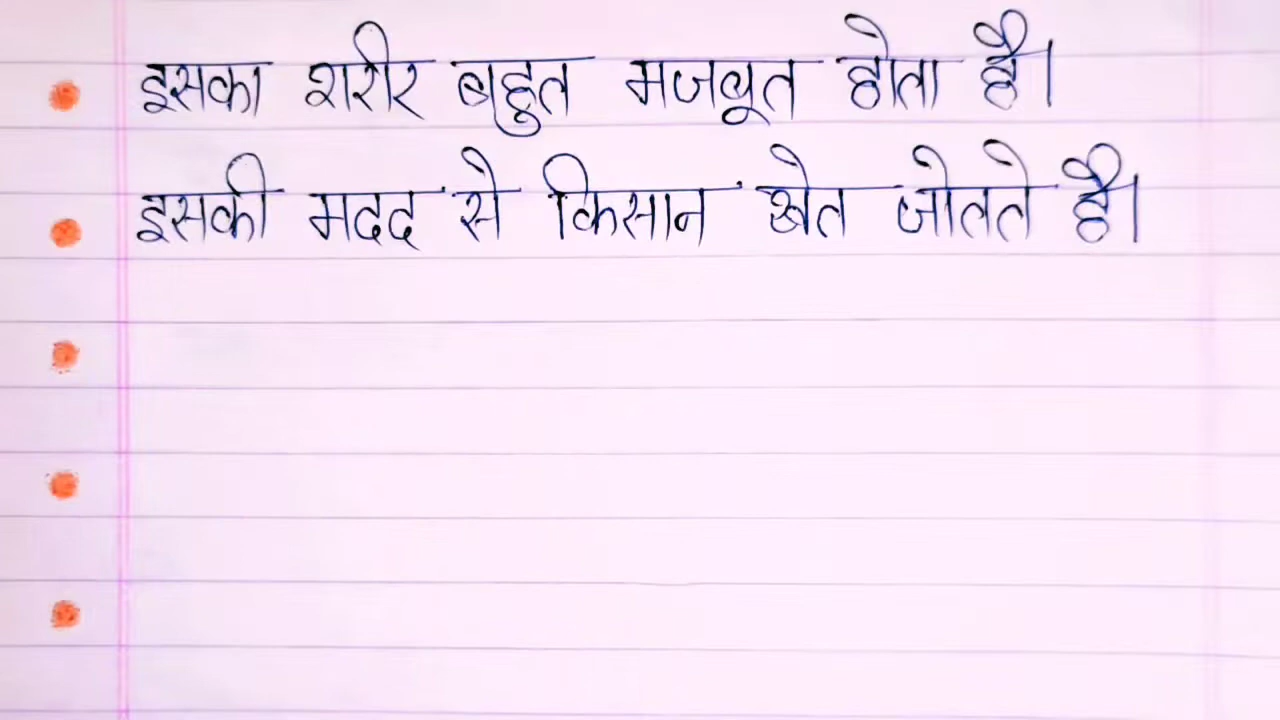 इसका शरीर बहुत मजबूत होता है।
इसकी मदद से किसान खेत जोतते है।